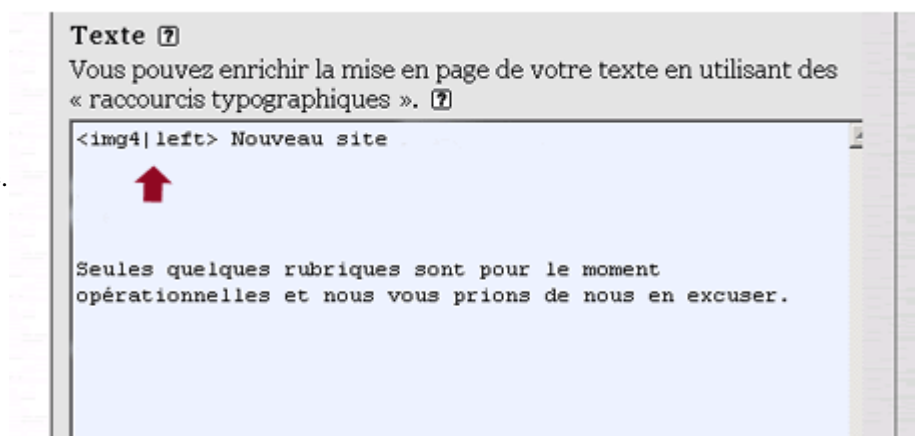 Texte ?
Vous pouvez enrichir la mise en page de votre texte en utilisant des
« raccourcis typographiques ». ?
<img4|left> Nouveau site
.
Seules quelques rubriques sont pour le moment
opérationnelles et nous vous prions de nous en excuser.